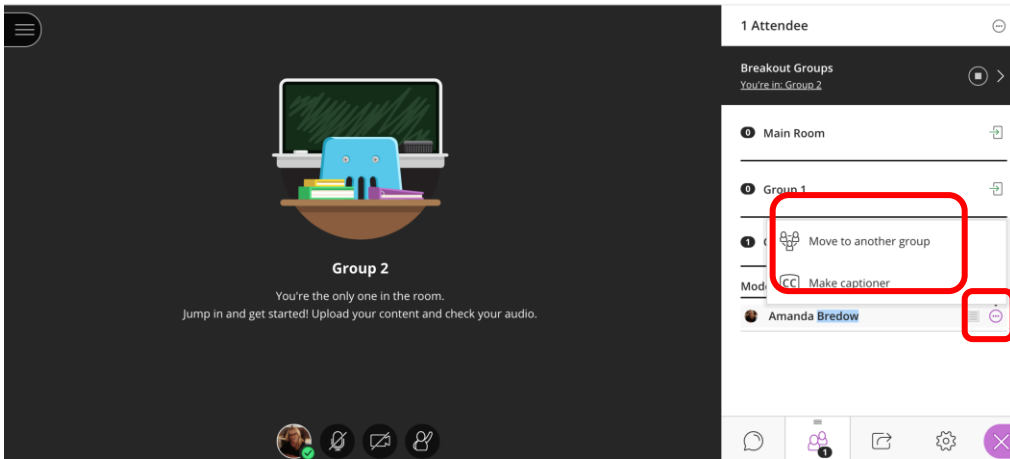 1 Attendee
Breakout Groups
You're in: Group 2
0 Main Room
0 Group 1
1
Move to another group
CC Make captioner
Amanda Bredow
Group 2
You're the only one in the room.
Jump in and get started! Upload your content and check your audio.
1